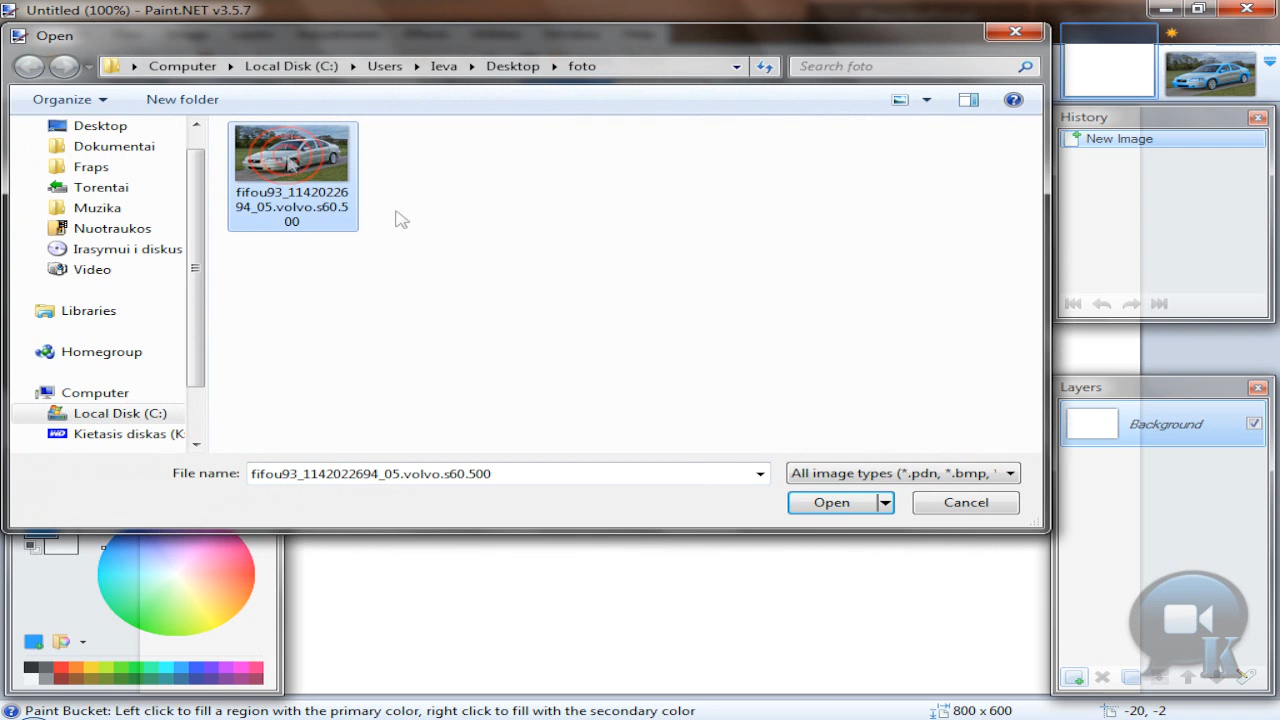 Untitled (100%) - Paint.NET v3.5.7
Open
Computer Local Disk (C:) Users Ieva Desktop foto
Search foto
Organize New folder
Desktop
Dokumentai
Fraps
Torentai
Muzika
Nuotraukos
Irasymui i diskus
Video
Libraries
Homegroup
Computer
Local Disk (C:)
WD Kietasis diskas (K:
fifou93_11420226
94_05.volvo.s60.5
00
File name: fifou93_1142022694_05.volvo.s60.500
All image types (*.pdn, *.bmp,
Open Cancel
History
New Image
Layers
Background
K
Paint Bucket: Left click to fill a region with the primary color, right click to fill with the secondary color
800 x 600
-20, -2